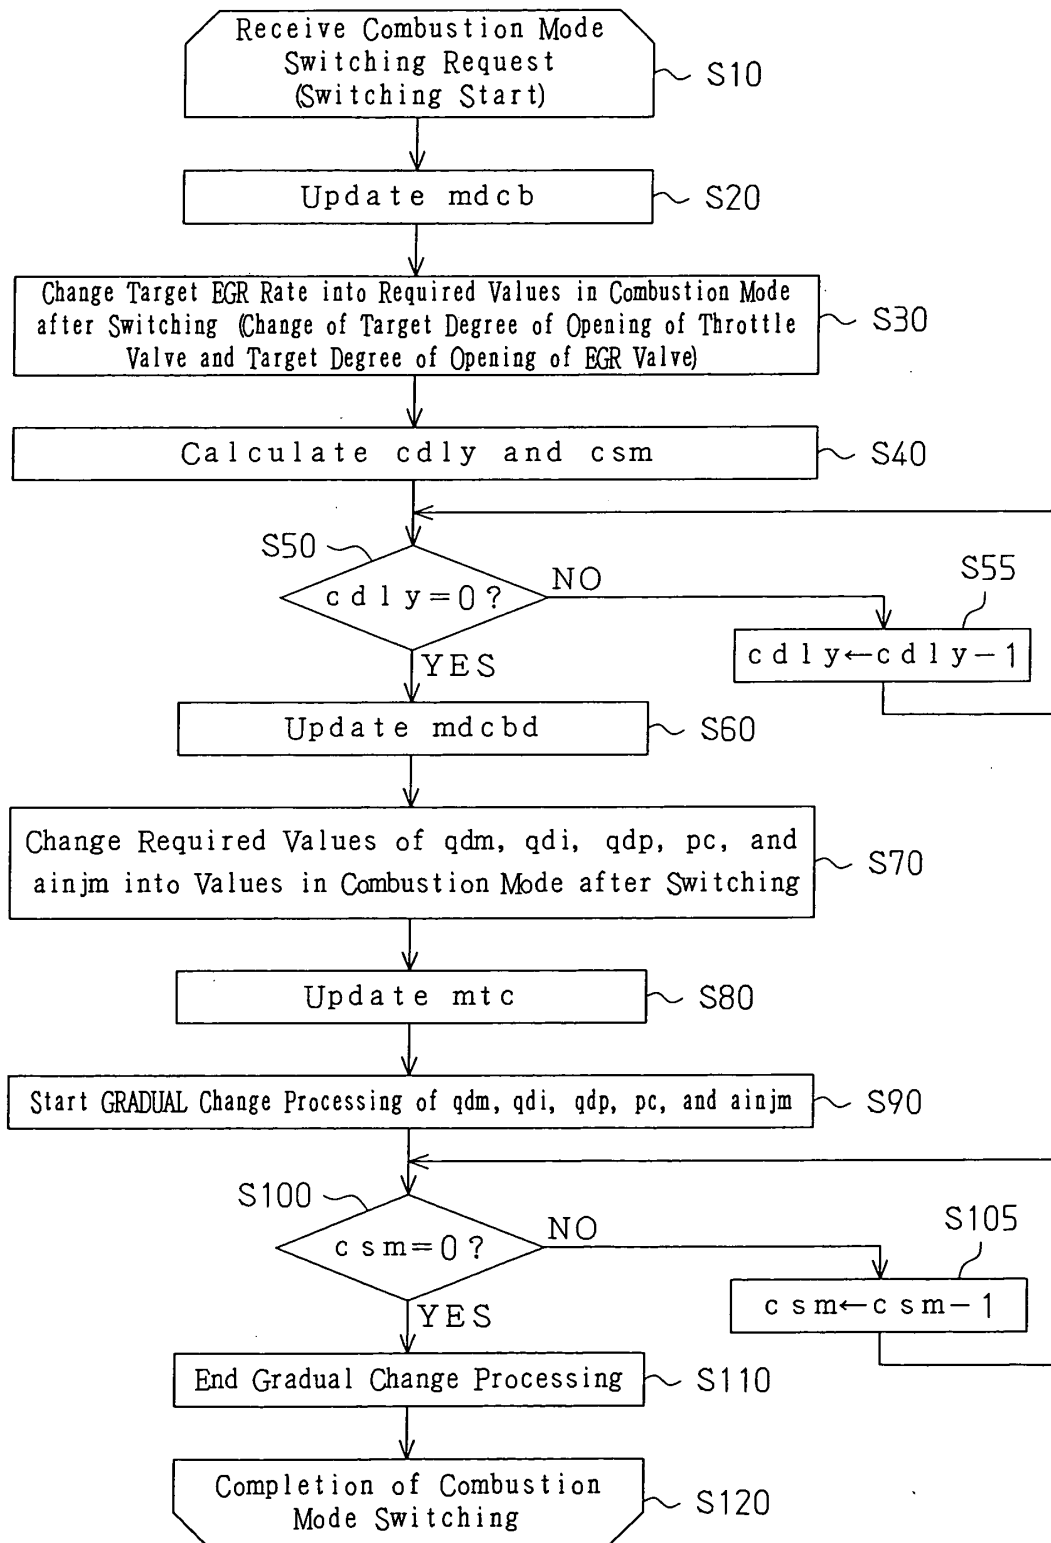 Receive Combustion Mode
Switching Request
(Switching Start)
S10
Update mdcb
S20
Change Target EGR Rate into Required Values in Combustion Mode
after Switching (Change of Target Degree of Opening of Throttle
Valve and Target Degree of Opening of EGR Valve)
S30
Calculate cdly and csm
S40
S50
cdly=0?
NO
S55
cdly←cdly-1
YES
Update mdcbd
S60
Change Required Values of qdm, qdi, qdp, pc, and
ainjm into Values in Combustion Mode after Switching
S70
Update mtc
S80
Start GRADUAL Change Processing of qdm, qdi, qdp, pc, and ainjm
S90
S100
csm=0?
NO
S105
csm←csm-1
YES
End Gradual Change Processing
S110
Completion of Combustion
Mode Switching
S120